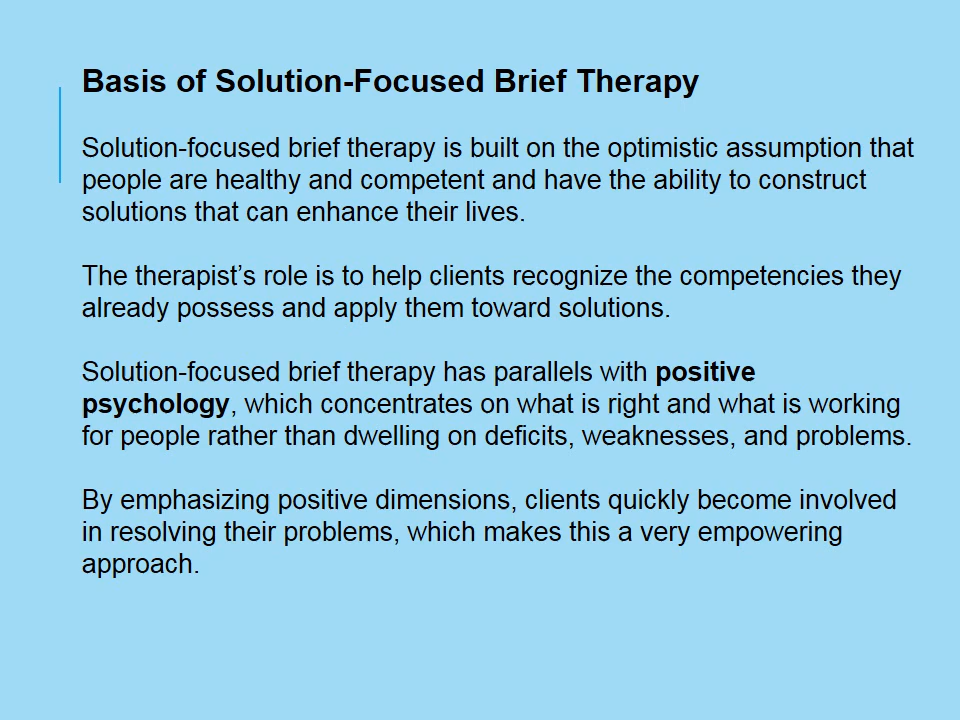 Basis of Solution-Focused Brief Therapy
Solution-focused brief therapy is built on the optimistic assumption that
people are healthy and competent and have the ability to construct
solutions that can enhance their lives.
The therapist’s role is to help clients recognize the competencies they
already possess and apply them toward solutions.
Solution-focused brief therapy has parallels with positive
psychology, which concentrates on what is right and what is working
for people rather than dwelling on deficits, weaknesses, and problems.
By emphasizing positive dimensions, clients quickly become involved
in resolving their problems, which makes this a very empowering
approach.